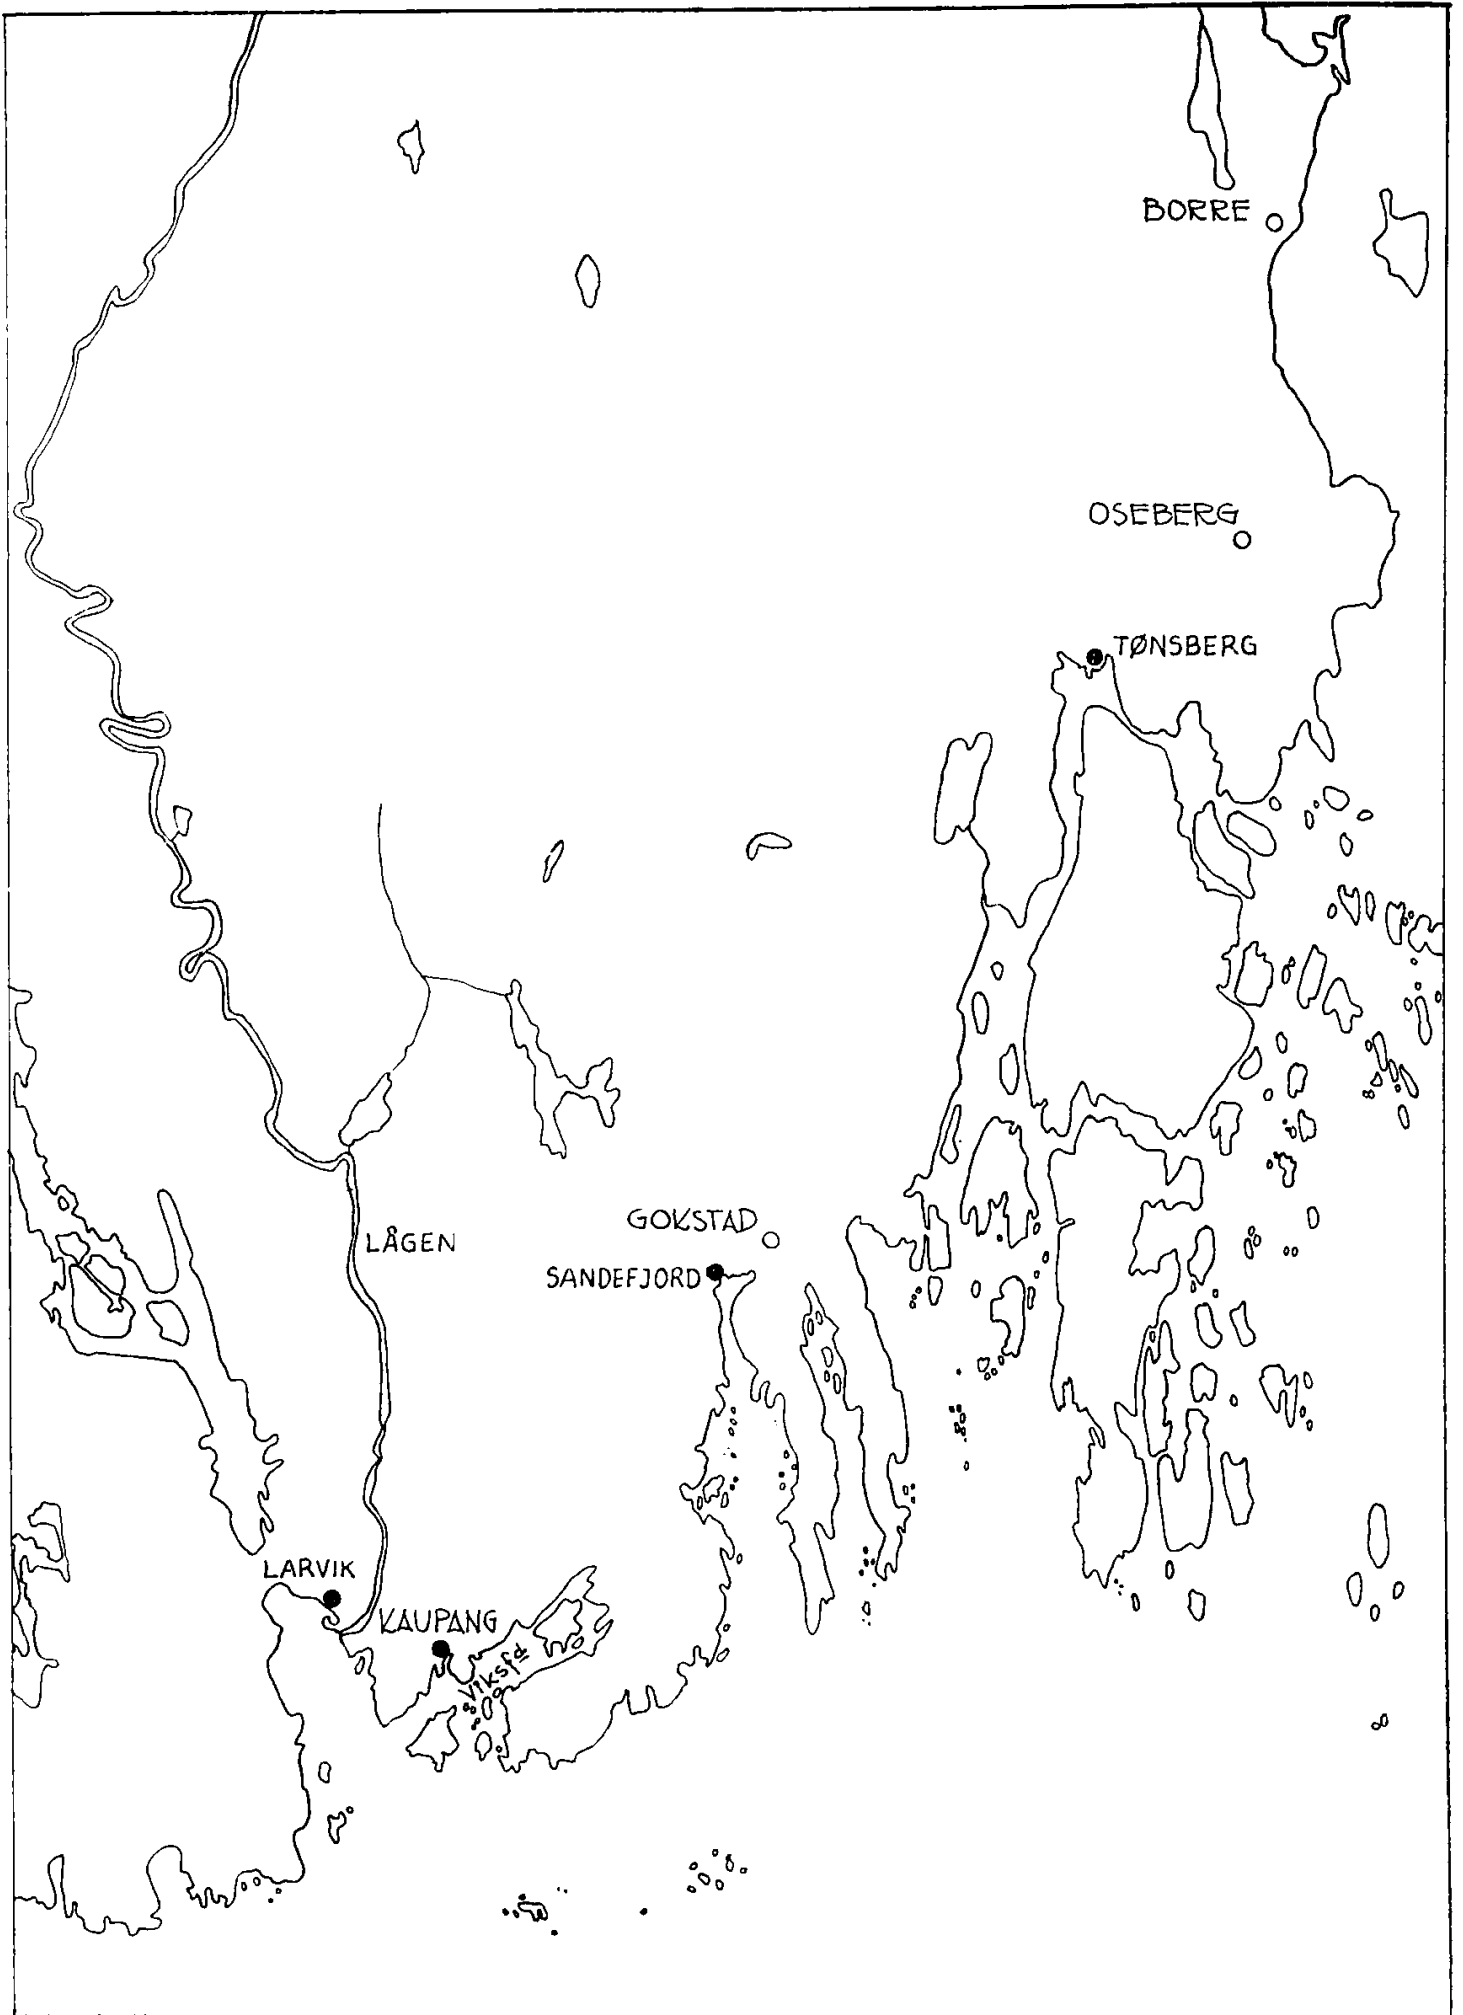 BORRE
OSEBERG
TØNSBERG
GOKSTAD
LÅGEN
SANDEFJORD
LARVIK
KAUPANG
Viksfd